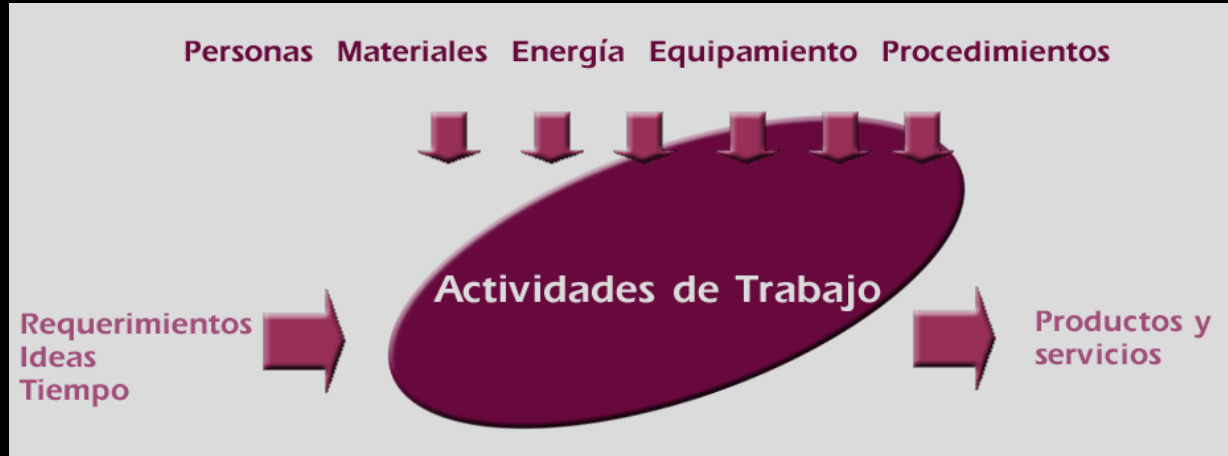 Personas Materiales Energía Equipamiento Procedimientos
Actividades de Trabajo
Requerimientos
Ideas
Tiempo
Productos y
servicios